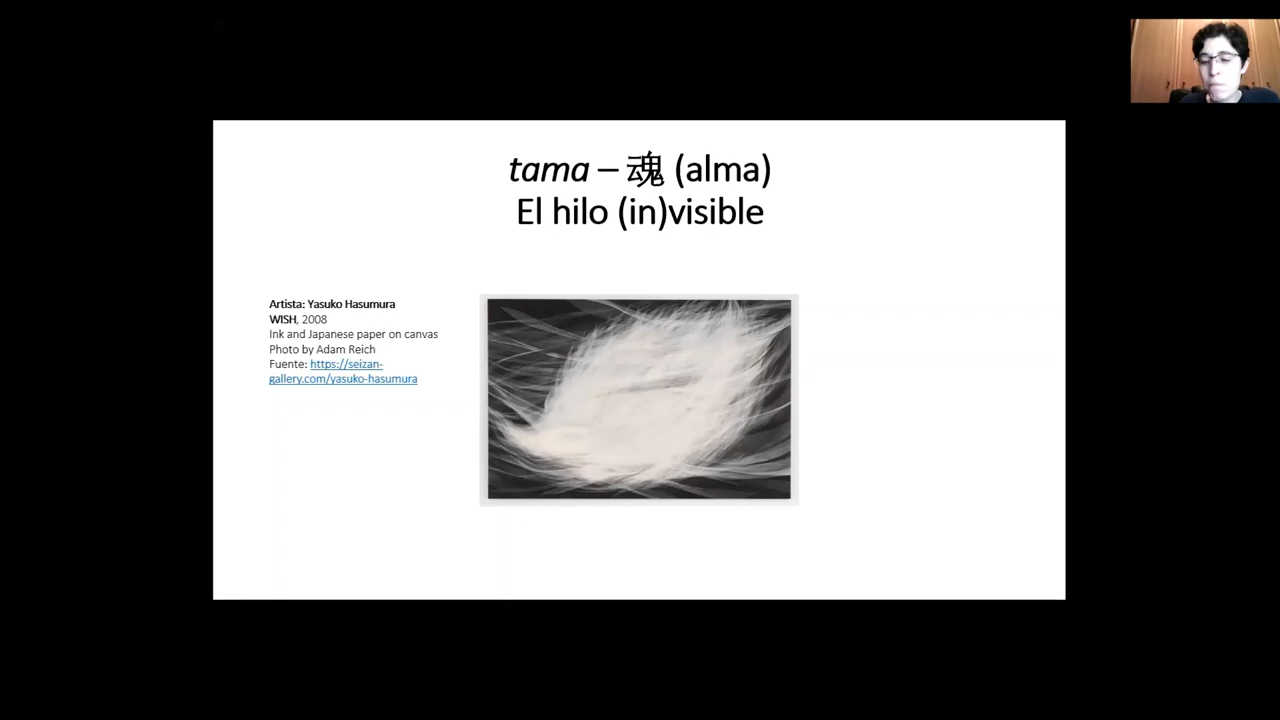 tama – 魂 (alma)
El hilo (in)visible
Artista: Yasuko Hasumura
WISH, 2008
Ink and Japanese paper on canvas
Photo by Adam Reich
Fuente: https://seizan-
gallery.com/yasuko-hasumura